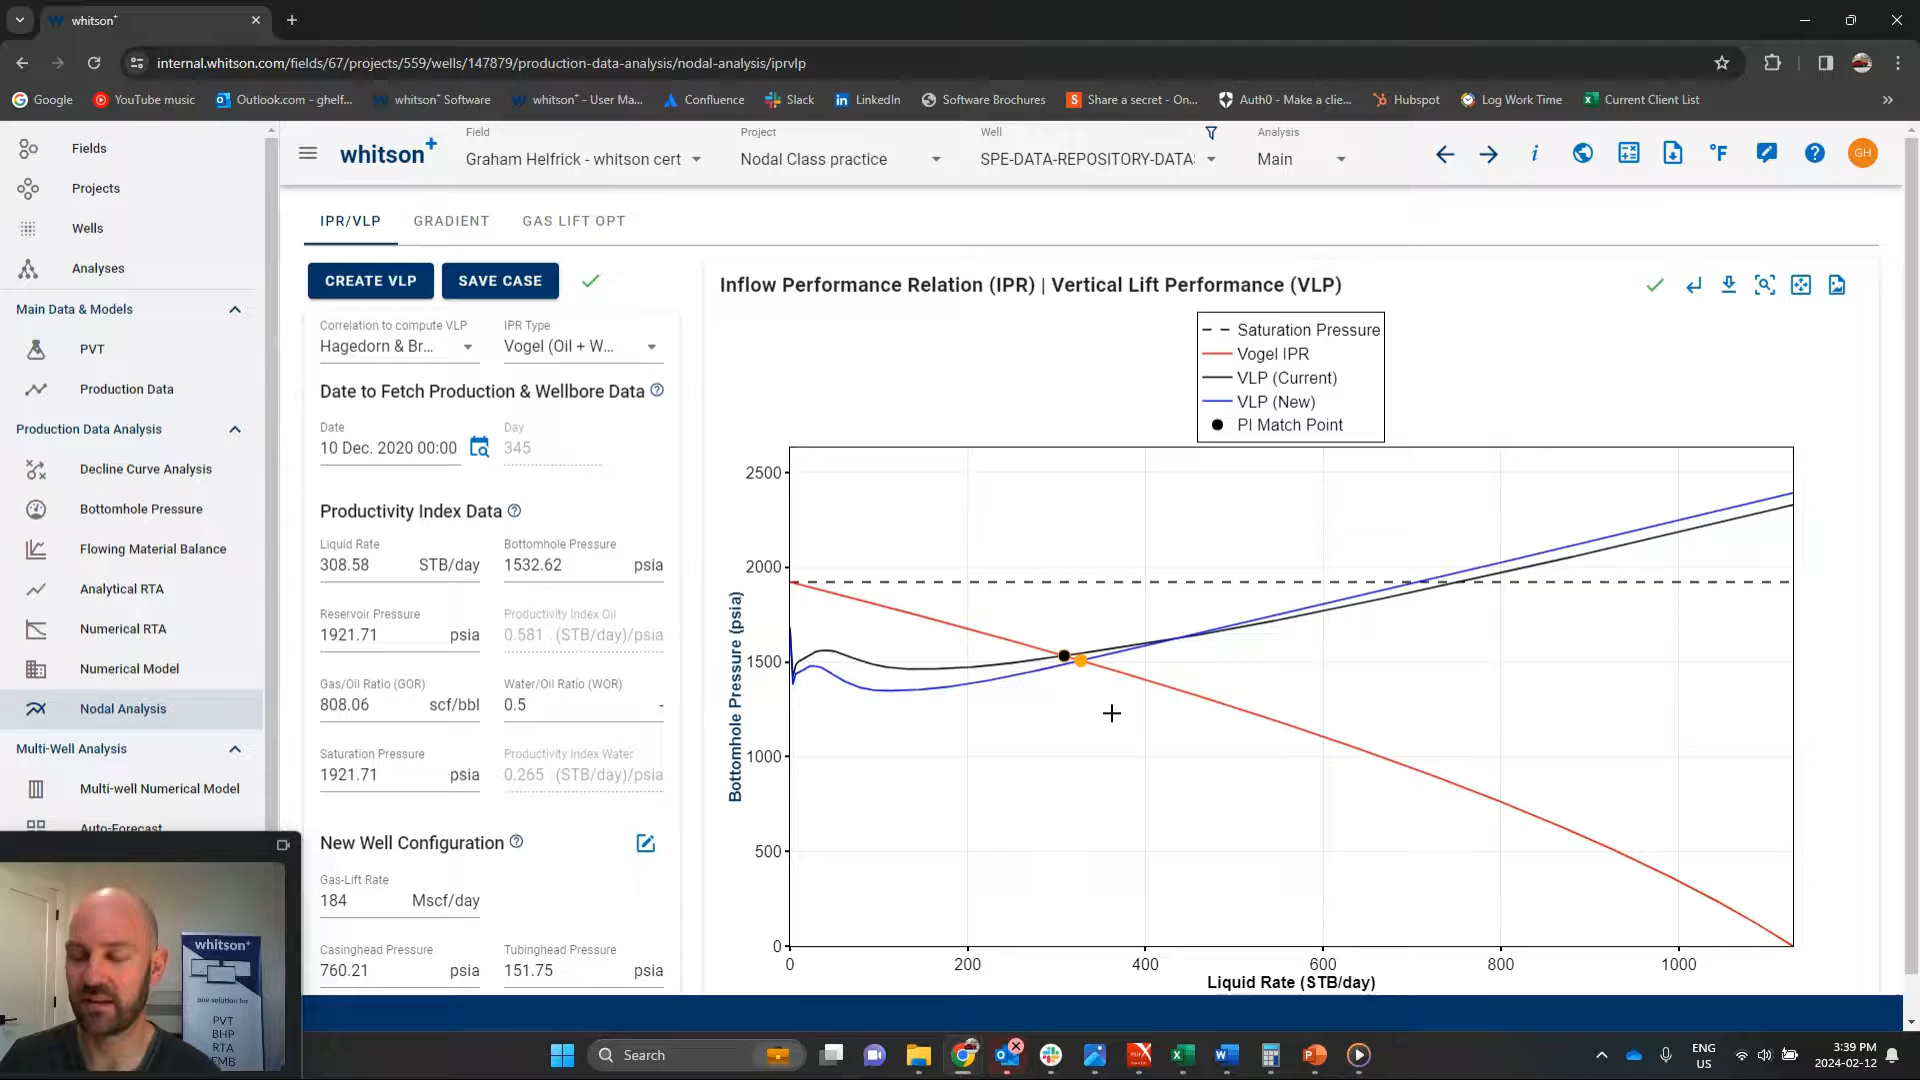 whitson+
internal.whitson.com/fields/67/projects/559/wells/147879/production-data-analysis/nodal-analysis/iprvlp
Google
YouTube music
Outlook.com - ghelf...
whitson+ Software
whitson+ - User Ma...
Confluence
Slack
LinkedIn
Software Brochures
Share a secret - On...
Auth0 - Make a clie...
Hubspot
Log Work Time
Current Client List
Fields
Projects
Wells
Analyses
Main Data & Models
PVT
Production Data
Production Data Analysis
Decline Curve Analysis
Bottomhole Pressure
Flowing Material Balance
Analytical RTA
Numerical RTA
Numerical Model
Nodal Analysis
Multi-Well Analysis
Multi-well Numerical Model
Auto-Forecast
whitson+
Field
Graham Helfrick - whitson cert
Project
Nodal Class practice
Well
SPE-DATA-REPOSITORY-DATA
Analysis
Main
i
°F
GH
IPR/VLP
GRADIENT
GAS LIFT OPT
CREATE VLP
SAVE CASE
Correlation to compute VLP
Hagedorn & Br...
IPR Type
Vogel (Oil + W...
Date to Fetch Production & Wellbore Data
Date
10 Dec. 2020 00:00
Day
345
Productivity Index Data
Liquid Rate
308.58 STB/day
Bottomhole Pressure
1532.62 psia
Reservoir Pressure
1921.71 psia
Productivity Index Oil
0.581 (STB/day)/psia
Gas/Oil Ratio (GOR)
808.06 scf/bbl
Water/Oil Ratio (WOR)
0.5 -
Saturation Pressure
1921.71 psia
Productivity Index Water
0.265 (STB/day)/psia
New Well Configuration
Gas-Lift Rate
184 Mscf/day
Casinghead Pressure
760.21 psia
Tubinghead Pressure
151.75 psia
Inflow Performance Relation (IPR) | Vertical Lift Performance (VLP)
Saturation Pressure
Vogel IPR
VLP (Current)
VLP (New)
PI Match Point
2500
2000
1500
1000
500
0
Bottomhole Pressure (psia)
0 200 400 600 800 1000
Liquid Rate (STB/day)
whitson+
one solution for
PVT
BHP
RTA
FMB
Search
ENG
US
3:39 PM
2024-02-12